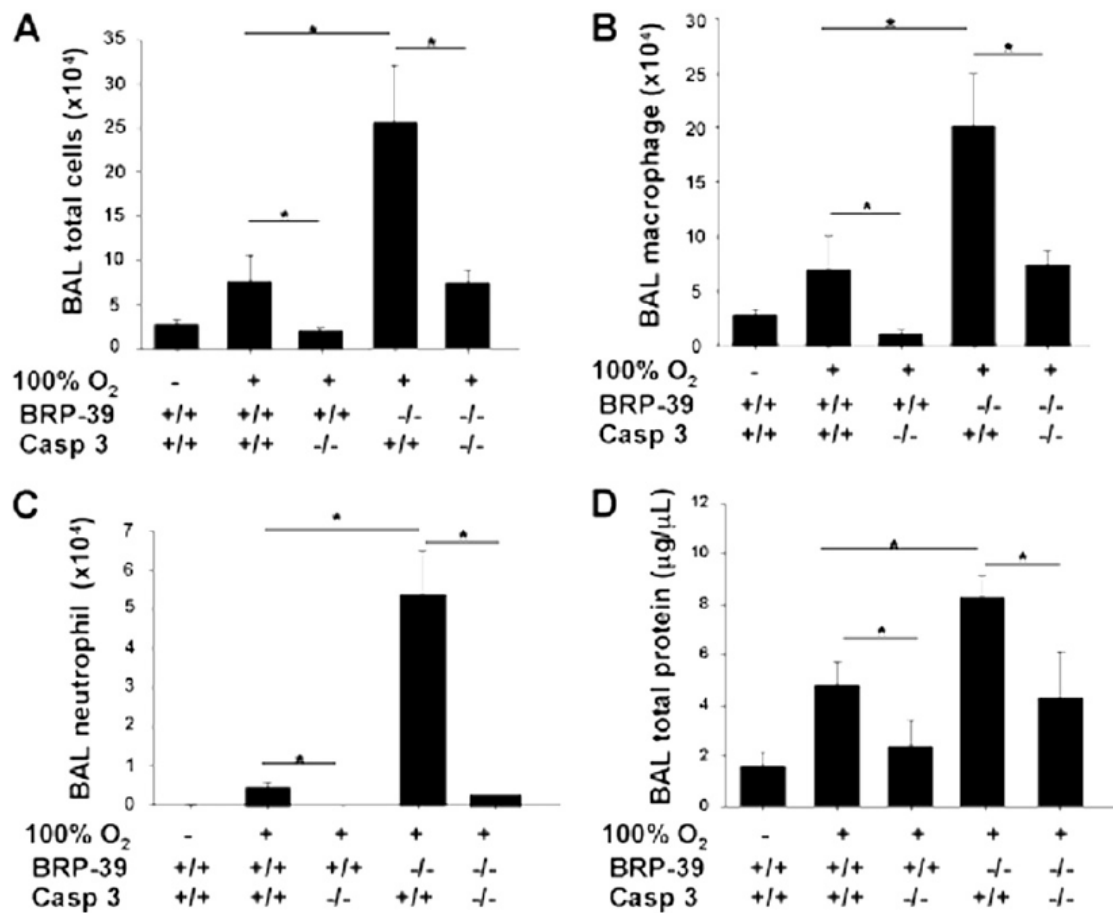 A
BAL total cells (x10⁴)
35
30
25
20
15
10
5
0
* *
*
100% O₂ - + + + +
BRP-39 +/+ +/+ +/+ -/- -/-
Casp 3 +/+ +/+ -/- +/+ -/-
B
BAL macrophage (x10⁴)
30
25
20
15
10
5
0
* *
*
100% O₂ - + + + +
BRP-39 +/+ +/+ +/+ -/- -/-
Casp 3 +/+ +/+ -/- +/+ -/-
C
BAL neutrophil (x10⁴)
7
6
5
4
3
2
1
0
* *
*
100% O₂ - + + + +
BRP-39 +/+ +/+ +/+ -/- -/-
Casp 3 +/+ +/+ -/- +/+ -/-
D
BAL total protein (µg/µL)
12
10
8
6
4
2
0
* *
*
100% O₂ - + + + +
BRP-39 +/+ +/+ +/+ -/- -/-
Casp 3 +/+ +/+ -/- +/+ -/-